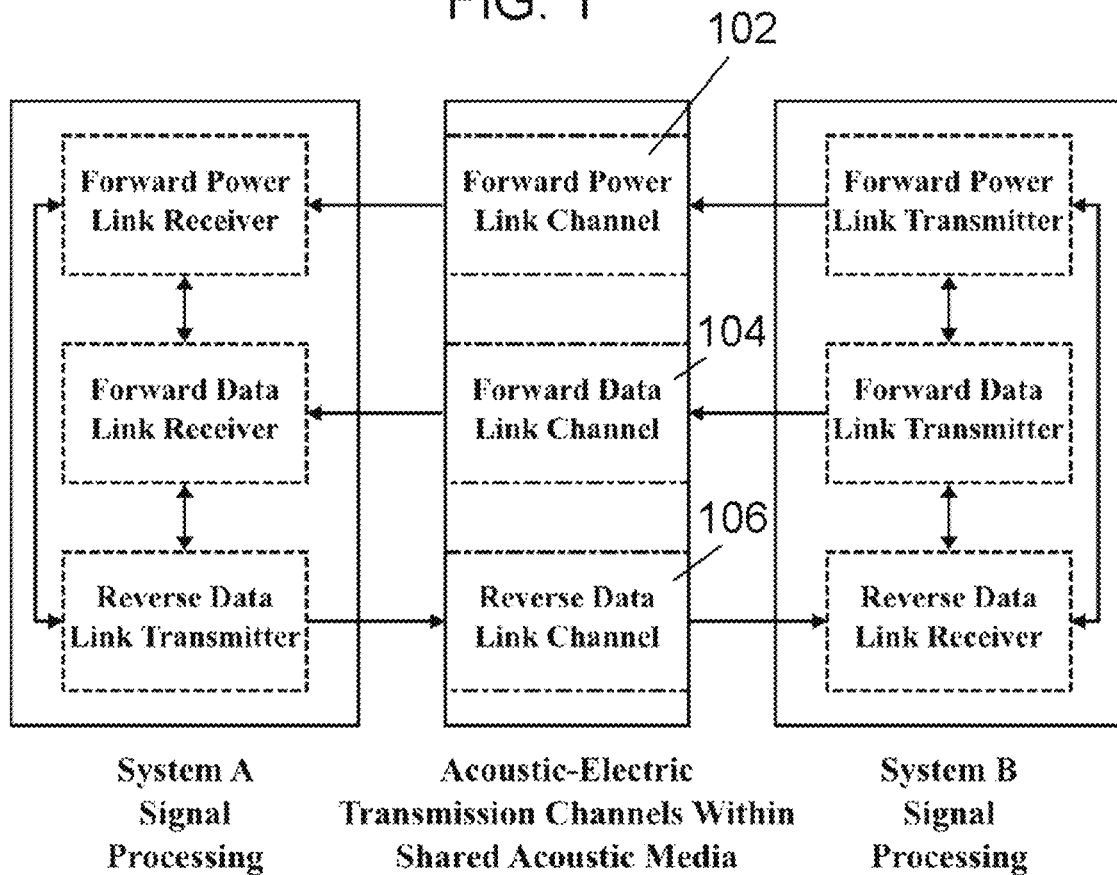 FIG. 1
102
Forward Power
Link Receiver
Forward Power
Link Channel
Forward Power
Link Transmitter
104
Forward Data
Link Receiver
Forward Data
Link Channel
Forward Data
Link Transmitter
106
Reverse Data
Link Transmitter
Reverse Data
Link Channel
Reverse Data
Link Receiver
System A
Signal
Processing
Acoustic-Electric
Transmission Channels Within
Shared Acoustic Media
System B
Signal
Processing